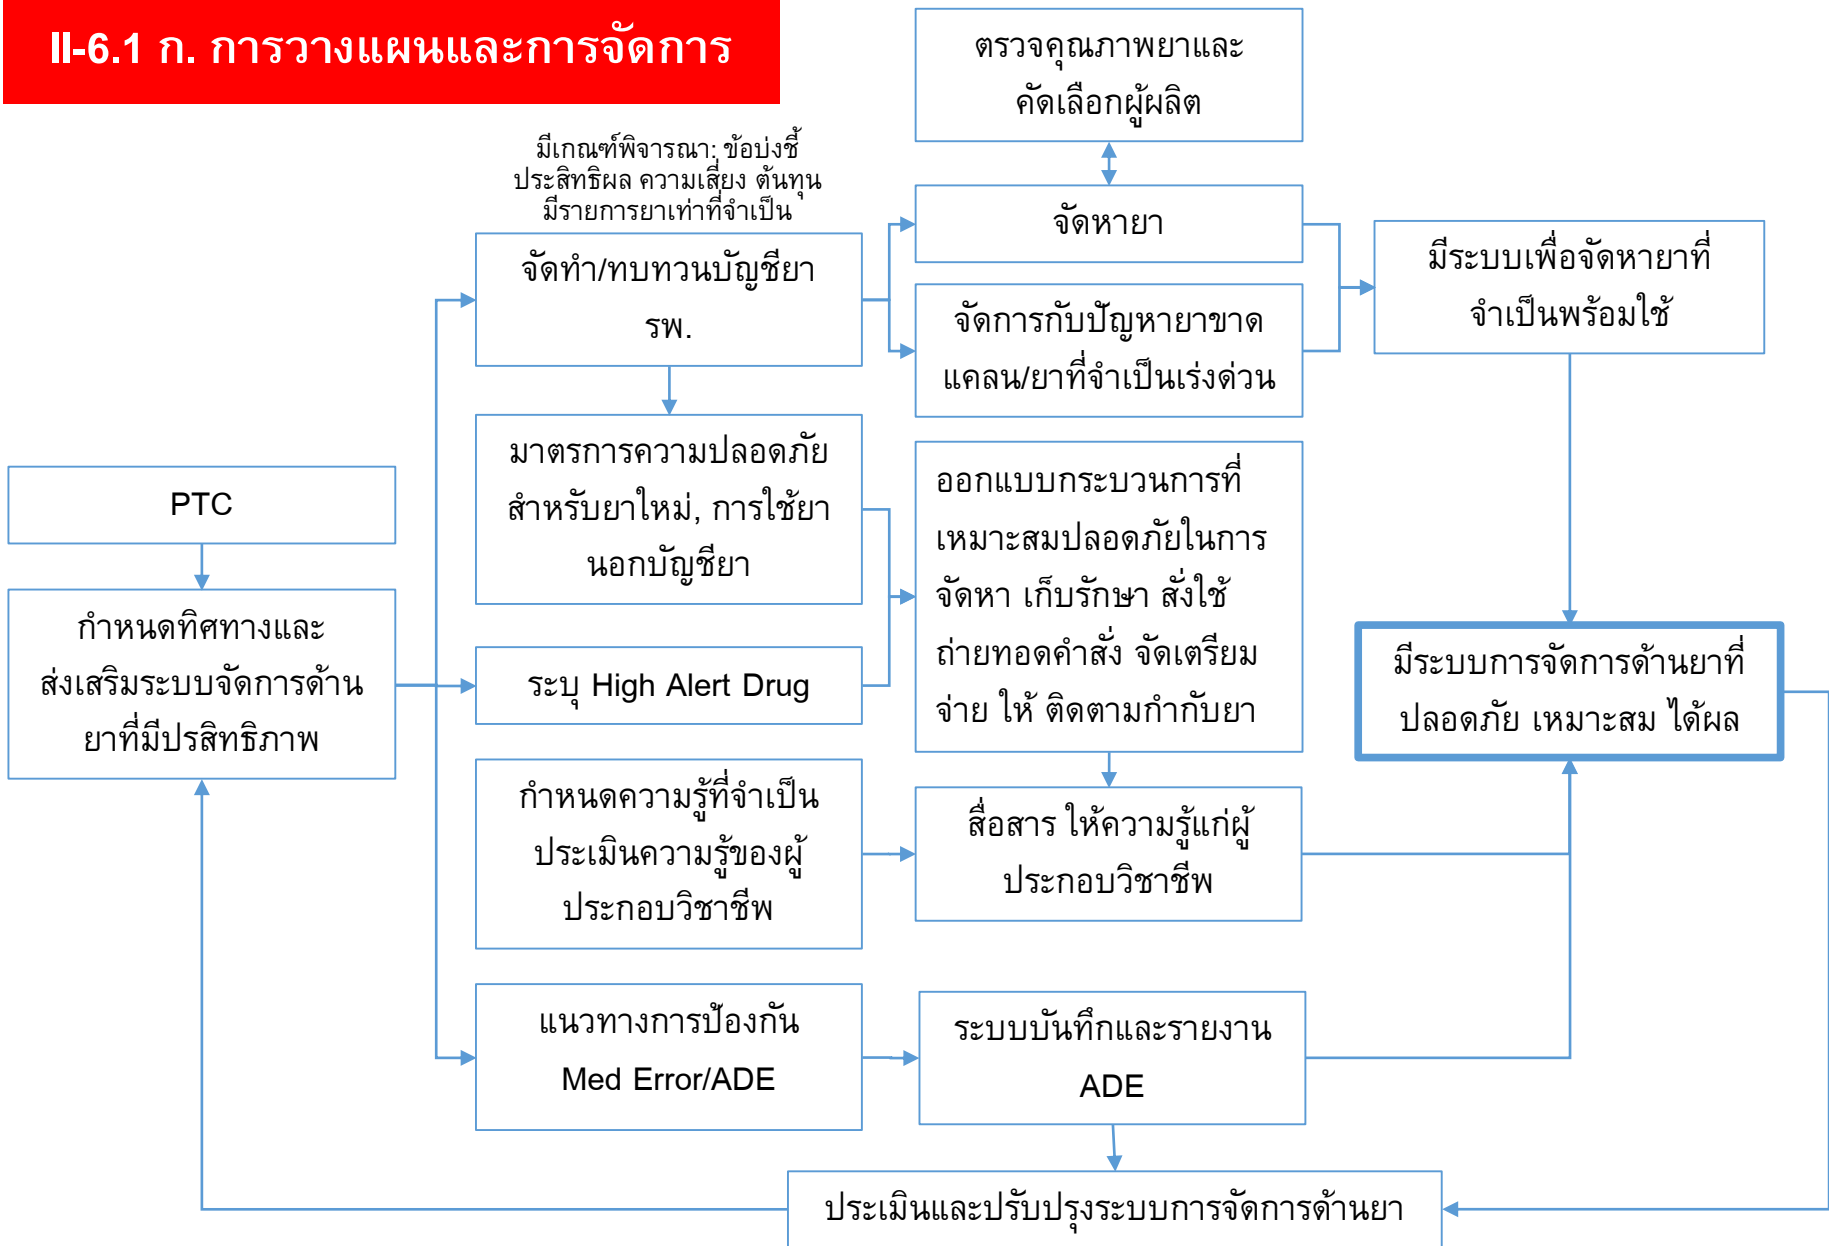 II-6.1 ก. การวางแผนและการจัดการ
ตรวจคุณภาพยาและ
คัดเลือกผู้ผลิต
มีเกณฑ์พิจารณา: ข้อบ่งชี้
ประสิทธิผล ความเสี่ยง ต้นทุน
มีรายการยาเท่าที่จำเป็น
จัดทำ/ทบทวนบัญชียา
รพ.
จัดหายา
จัดการกับปัญหายาขาด
แคลน/ยาที่จำเป็นเร่งด่วน
มีระบบเพื่อจัดหายาที่
จำเป็นพร้อมใช้
มาตรการความปลอดภัย
สำหรับยาใหม่, การใช้ยา
นอกบัญชียา
PTC
กำหนดทิศทางและ
ส่งเสริมระบบจัดการด้าน
ยาที่มีปรสิทธิภาพ
ระบุ High Alert Drug
ออกแบบกระบวนการที่
เหมาะสมปลอดภัยในการ
จัดหา เก็บรักษา สั่งใช้
ถ่ายทอดคำสั่ง จัดเตรียม
จ่าย ให้ ติดตามกำกับยา
มีระบบการจัดการด้านยาที่
ปลอดภัย เหมาะสม ได้ผล
กำหนดความรู้ที่จำเป็น
ประเมินความรู้ของผู้
ประกอบวิชาชีพ
สื่อสาร ให้ความรู้แก่ผู้
ประกอบวิชาชีพ
แนวทางการป้องกัน
Med Error/ADE
ระบบบันทึกและรายงาน
ADE
ประเมินและปรับปรุงระบบการจัดการด้านยา